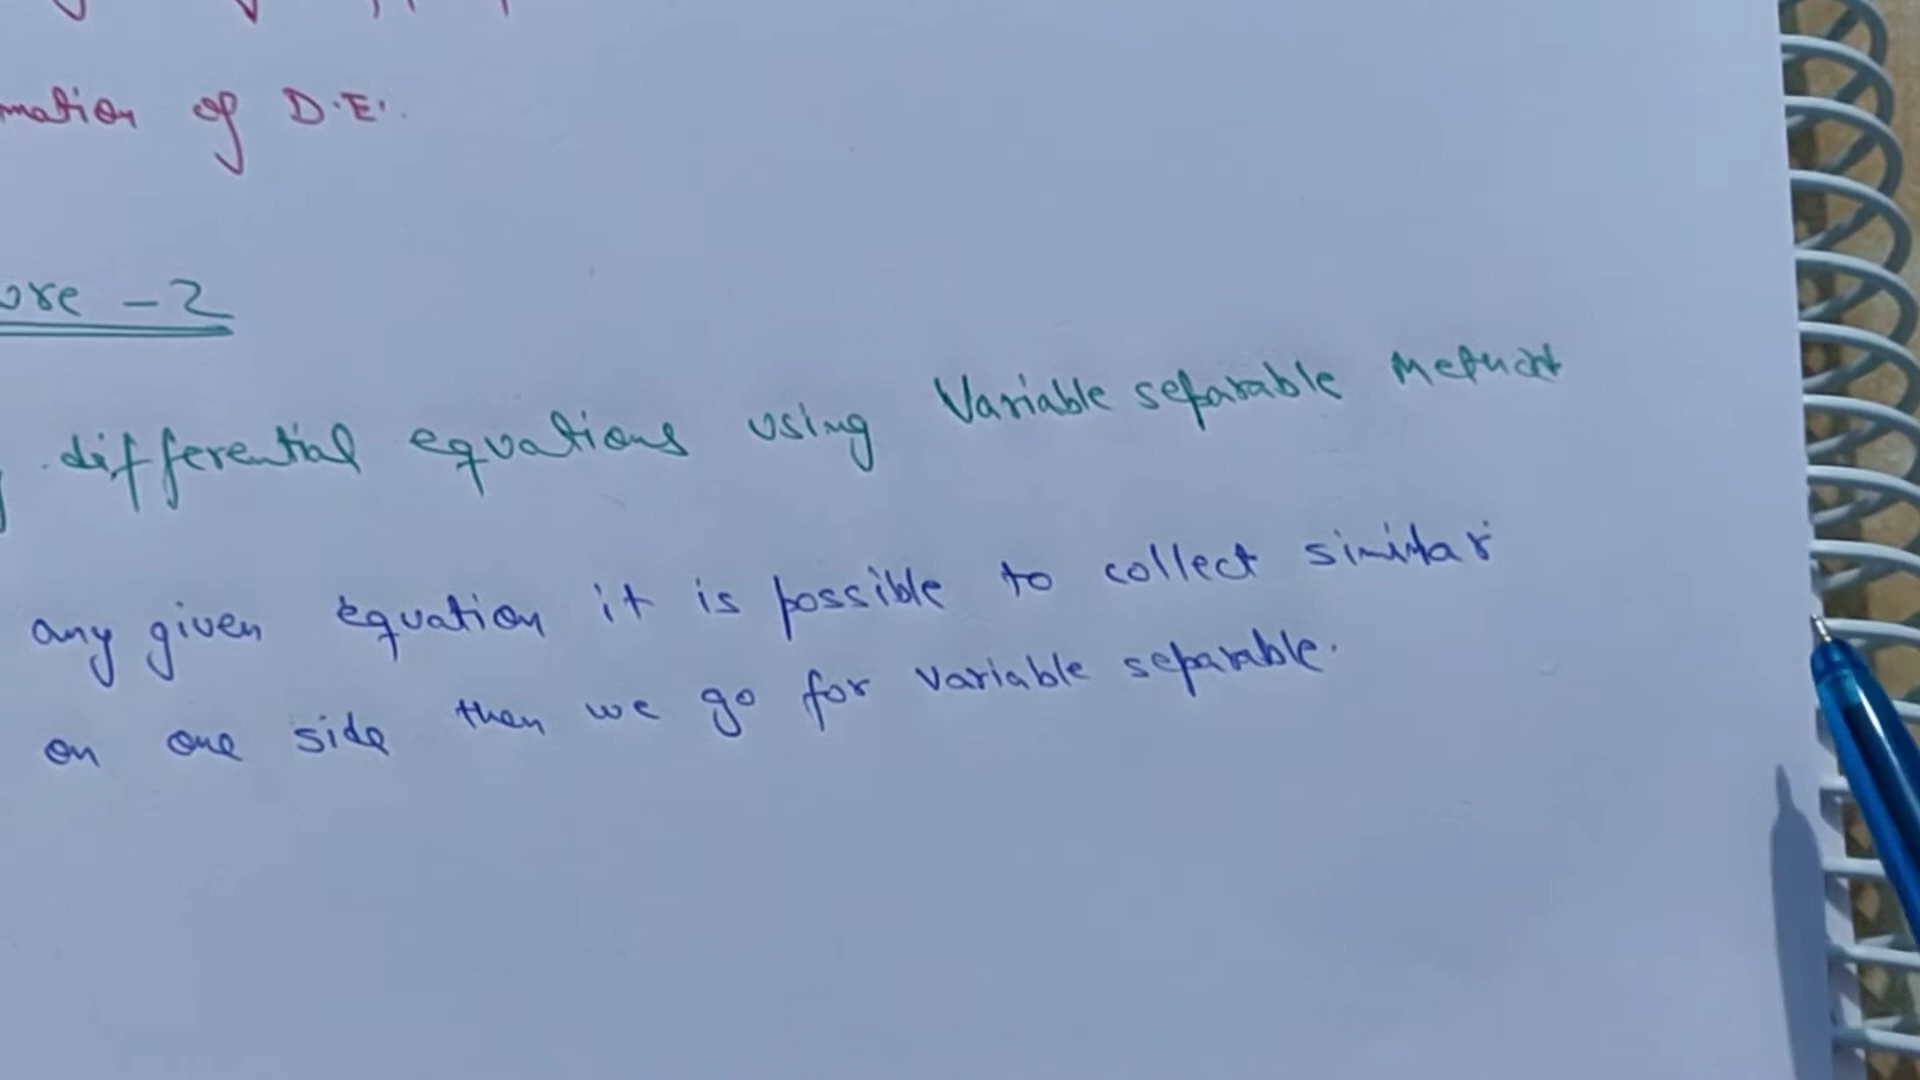 mation of D.E.
ore - 2
differential equations using Variable separable Method
any given equation it is possible to collect similar
on one side then we go for variable separable.